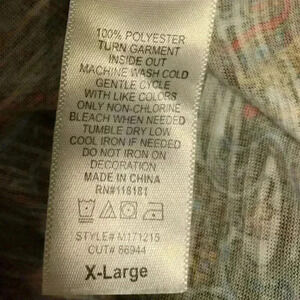 100% POLYESTER
TURN GARMENT
INSIDE OUT
MACHINE WASH COLD
GENTLE CYCLE
WITH LIKE COLORS
ONLY NON-CHLORINE
BLEACH WHEN NEEDED
TUMBLE DRY LOW
COOL IRON IF NEEDED
DO NOT IRON ON
DECORATION
MADE IN CHINA
RN#118181
STYLE# M171215
CUT# 86944
X-Large